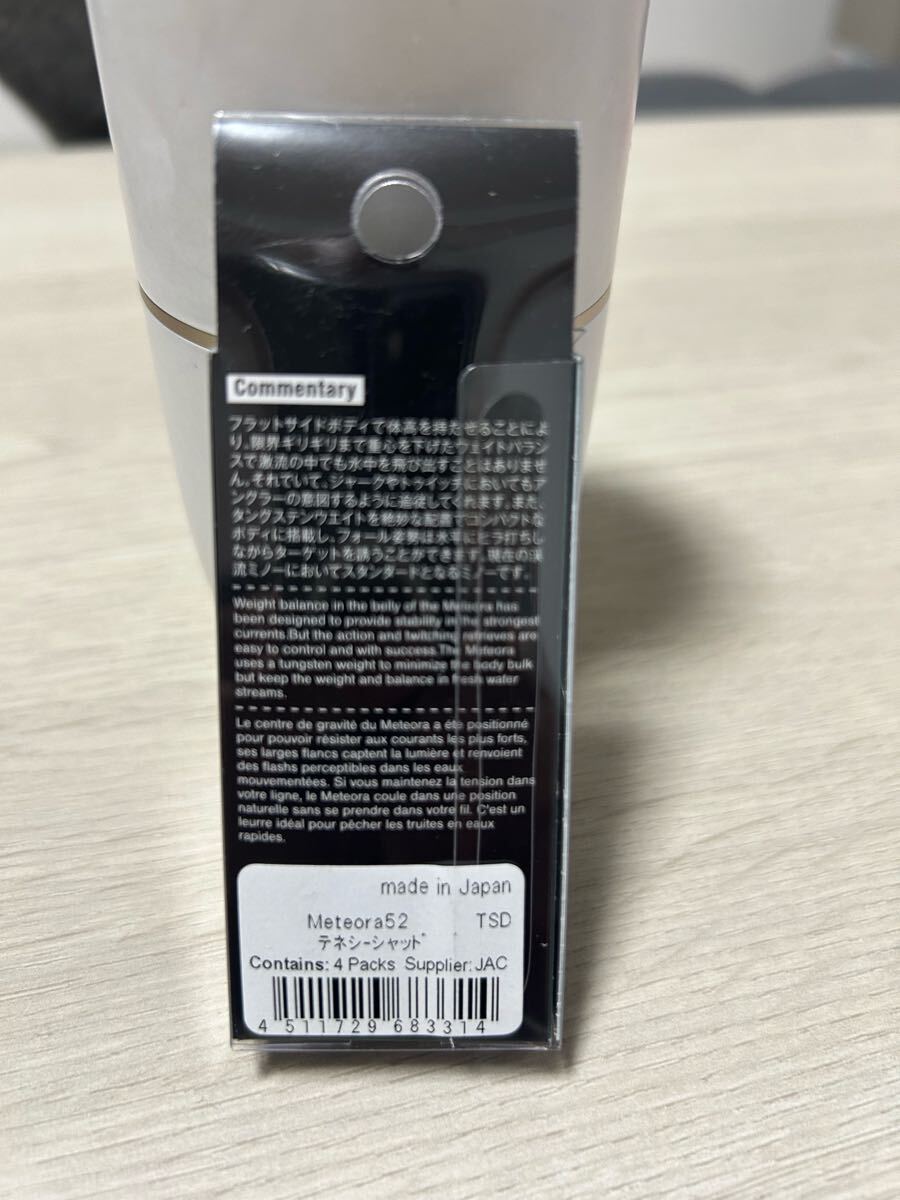 Commentary
フラットサイドボディで体高を持たせることによ
り、限界ギリギリまで重心を下げたウェイトバラン
スで激流の中でも水中を飛び出すことはありませ
ん。それでいて、ジャークやトゥイッチにおいてもア
ングラーの意図するように追従してくれます。また、
タングステンウエイトを絶妙な配置でコンパクトな
ボディに搭載し、フォール姿勢は水平にヒラ打ちし
ながらターゲットを誘うことができます。現在の渓
流ミノーにおいてスタンダードとなるミノーです。
Weight balance in the belly of the Meteora has
been designed to provide stability in the strongest
currents.But the action and twitching retrieves are
easy to control and with success.The Meteora
uses a tungsten weight to minimize the body bulk
but keep the weight and balance in fresh water
streams.
Le centre de gravité du Meteora a été positionné
pour pouvoir résister aux courants les plus forts,
ses larges flancs captent la lumière et renvoient
des flashs perceptibles dans les eaux
mouvementées. Si vous maintenez la tension dans
votre ligne, le Meteora coule dans une position
naturelle sans se prendre dans votre fil. C'est un
leurre idéal pour pêcher les truites en eaux
rapides.
made in Japan
Meteora52 TSD
テネシーシャッド
Contains: 4 Packs Supplier: JAC
4 511729 683314